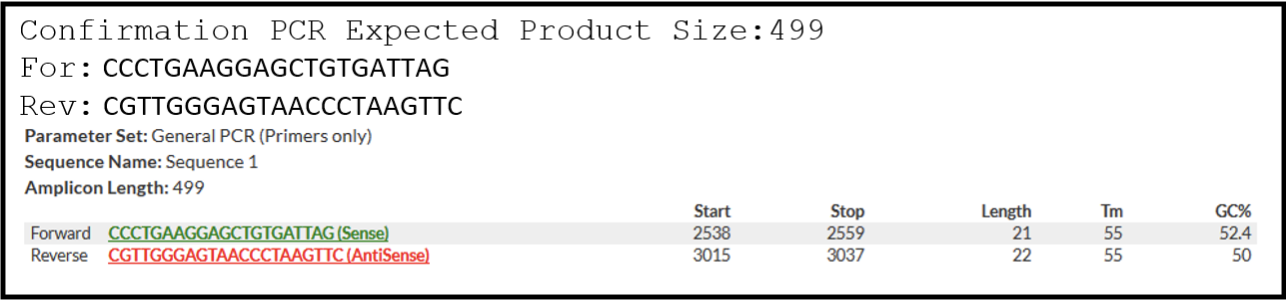 Confirmation PCR Expected Product Size:499
For: CCCTGAAGGAGCTGTGATTAG
Rev: CGTTGGGAGTAACCCTAAGTTC
Parameter Set: General PCR (Primers only)
Sequence Name: Sequence 1
Amplicon Length: 499
Start Stop Length Tm GC%
Forward CCCTGAAGGAGCTGTGATTAG (Sense) 2538 2559 21 55 52.4
Reverse CGTTGGGAGTAACCCTAAGTTC (AntiSense) 3015 3037 22 55 50